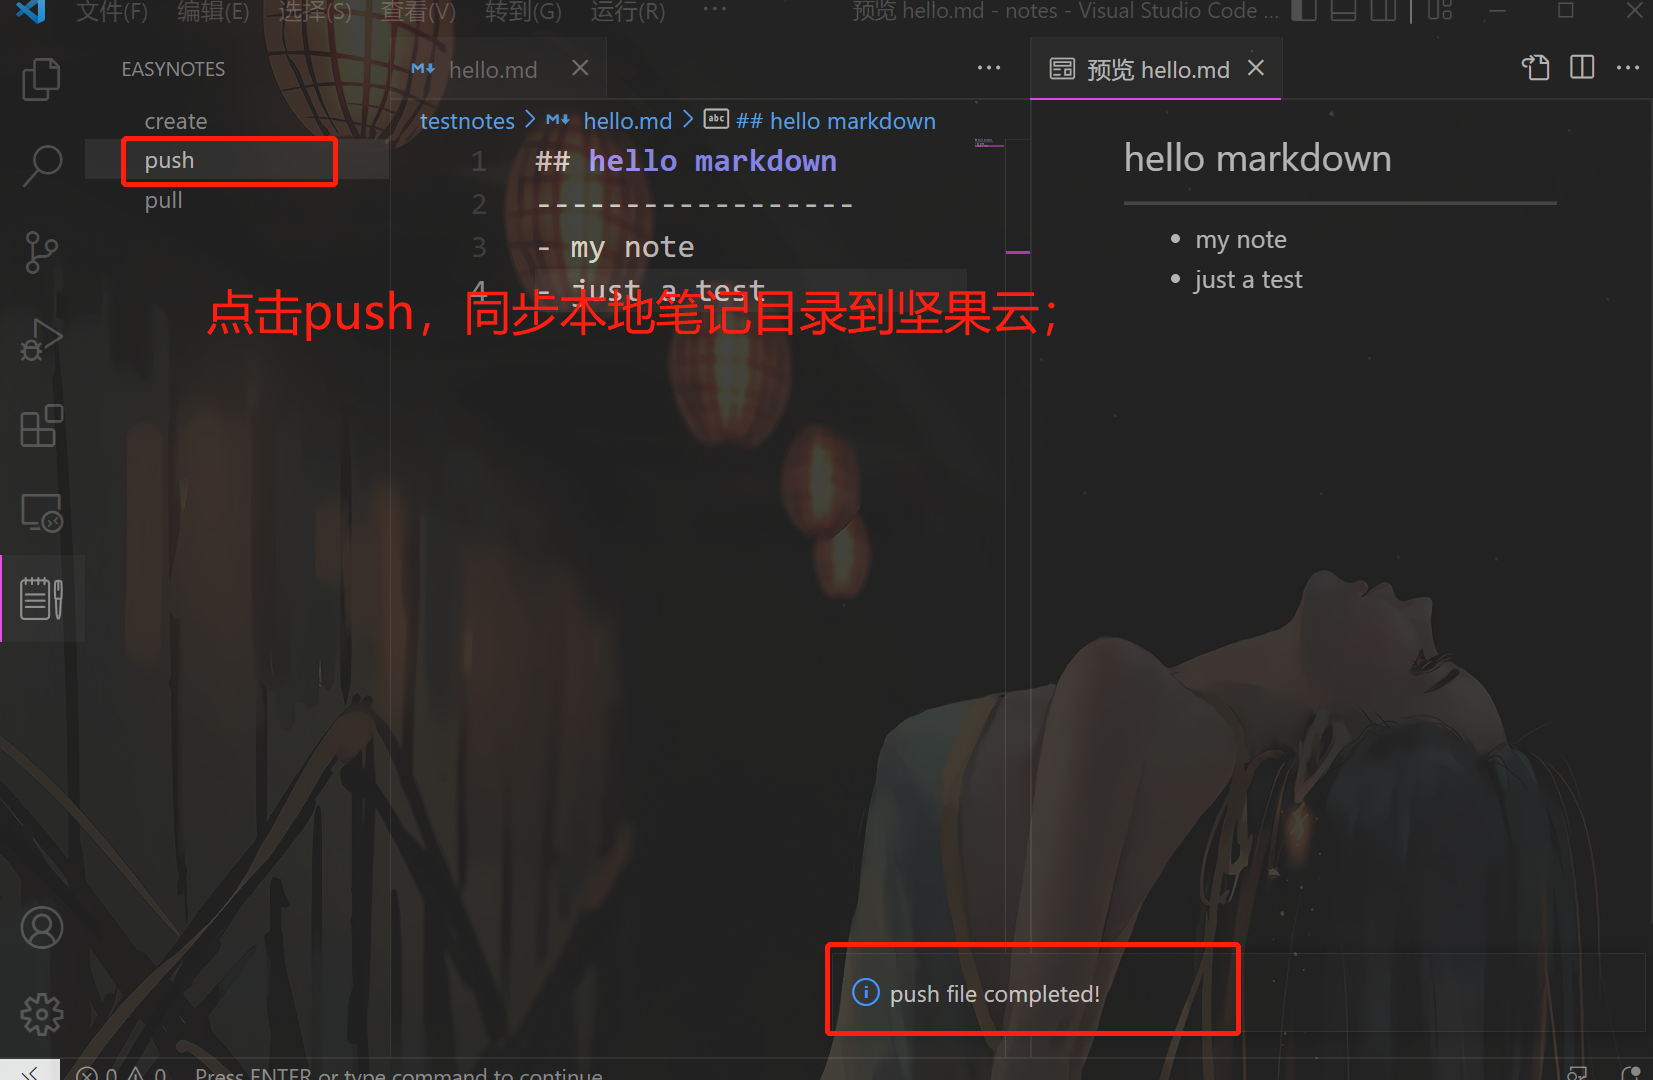 文件(F) 编辑(E) 选择(S) 查看(V) 转到(G) 运行(R) ··· 预览 hello.md - notes - Visual Studio Code ...
EASYNOTES
create
push
pull
hello.md
预览 hello.md
testnotes > hello.md > abc ## hello markdown
1 ## hello markdown
2 ------------------
3 - my note
4 - just a test
点击push，同步本地笔记目录到坚果云；
hello markdown
• my note
• just a test
push file completed!
0 0 Press ENTER or type command to continue